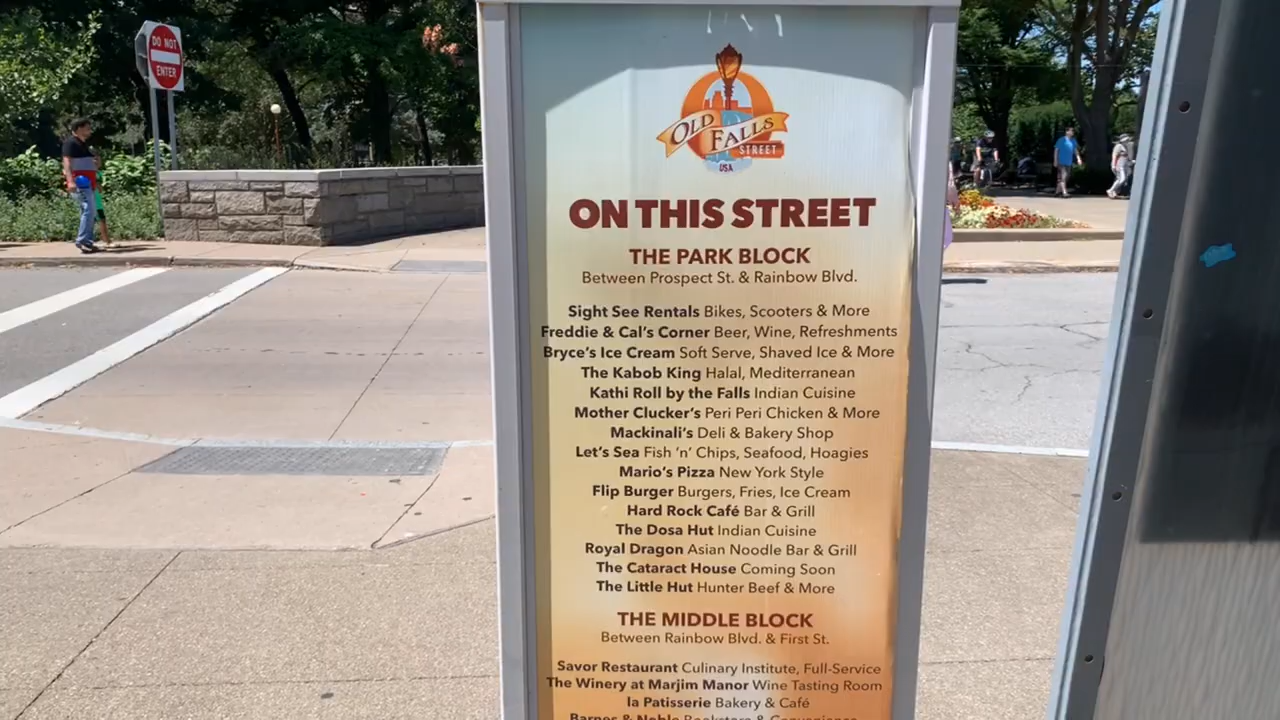 DO NOT
ENTER
OLD FALLS
STREET
USA
ON THIS STREET
THE PARK BLOCK
Between Prospect St. & Rainbow Blvd.
Sight See Rentals Bikes, Scooters & More
Freddie & Cal's Corner Beer, Wine, Refreshments
Bryce's Ice Cream Soft Serve, Shaved Ice & More
The Kabob King Halal, Mediterranean
Kathi Roll by the Falls Indian Cuisine
Mother Clucker's Peri Peri Chicken & More
Mackinali's Deli & Bakery Shop
Let's Sea Fish 'n' Chips, Seafood, Hoagies
Mario's Pizza New York Style
Flip Burger Burgers, Fries, Ice Cream
Hard Rock Café Bar & Grill
The Dosa Hut Indian Cuisine
Royal Dragon Asian Noodle Bar & Grill
The Cataract House Coming Soon
The Little Hut Hunter Beef & More
THE MIDDLE BLOCK
Between Rainbow Blvd. & First St.
Savor Restaurant Culinary Institute, Full-Service
The Winery at Marjim Manor Wine Tasting Room
la Patisserie Bakery & Café
Barnes & Noble Bookstore & Convenience